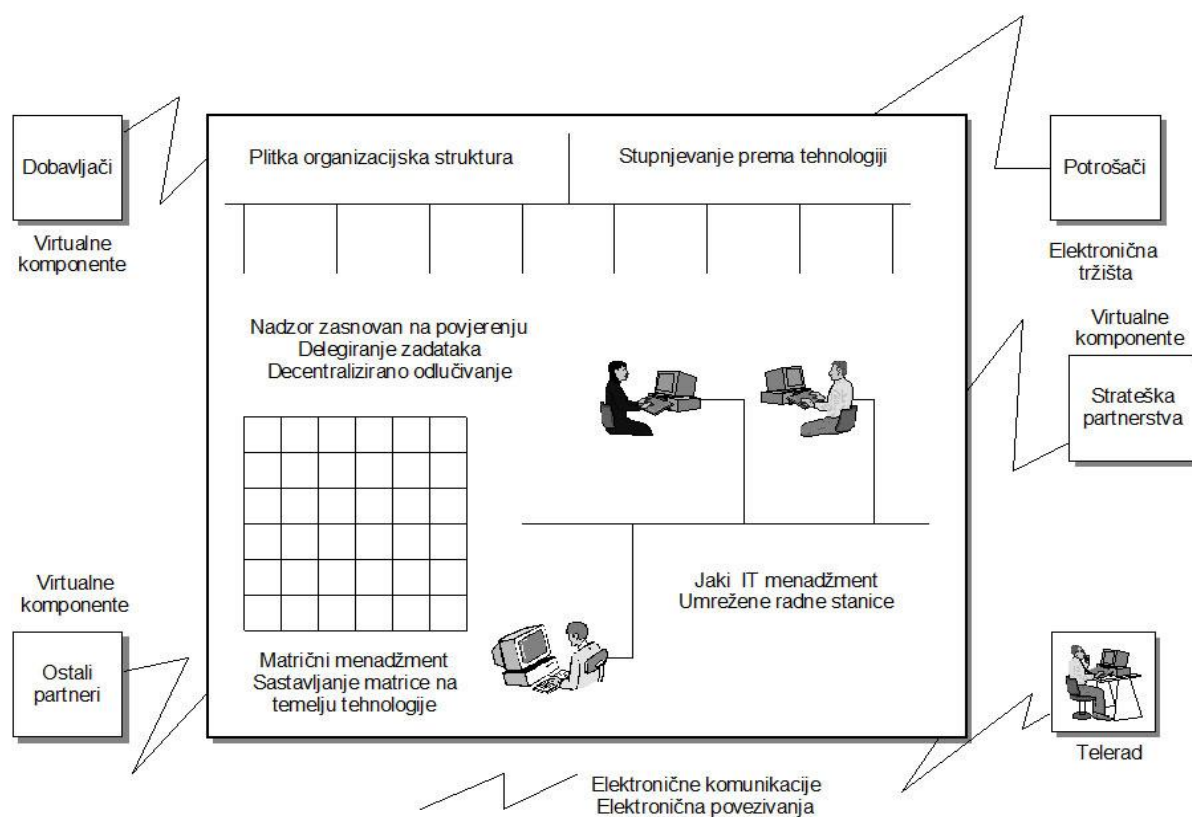 Dobavljači
Virtualne
komponente
Plitka organizacijska struktura
Stupnjevanje prema tehnologiji
Potrošači
Elektronična
tržišta
Nadzor zasnovan na povjerenju
Delegiranje zadataka
Decentralizirano odlučivanje
Virtualne
komponente
Strateška
partnerstva
Virtualne
komponente
Ostali
partneri
Matrični menadžment
Sastavljanje matrice na
temelju tehnologije
Jaki IT menadžment
Umrežene radne stanice
Telerad
Elektronične komunikacije
Elektronična povezivanja